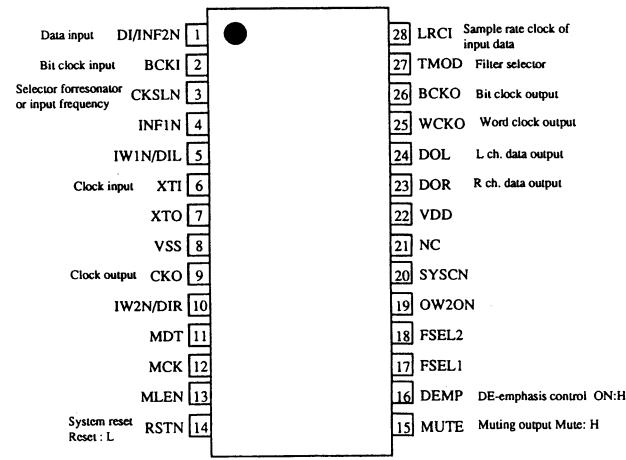 Data input DI/INF2N 1
Bit clock input BCKI 2
Selector forresonator
or input frequency CKSLN 3
INF1N 4
IW1N/DIL 5
Clock input XTI 6
XTO 7
VSS 8
Clock output CKO 9
IW2N/DIR 10
MDT 11
MCK 12
MLEN 13
System reset
Reset : L RSTN 14
28 LRCI Sample rate clock of
input data
27 TMOD Filter selector
26 BCKO Bit clock output
25 WCKO Word clock output
24 DOL L ch. data output
23 DOR R ch. data output
22 VDD
21 NC
20 SYSCN
19 OW2ON
18 FSEL2
17 FSEL1
16 DEMP DE-emphasis control ON:H
15 MUTE Muting output Mute: H